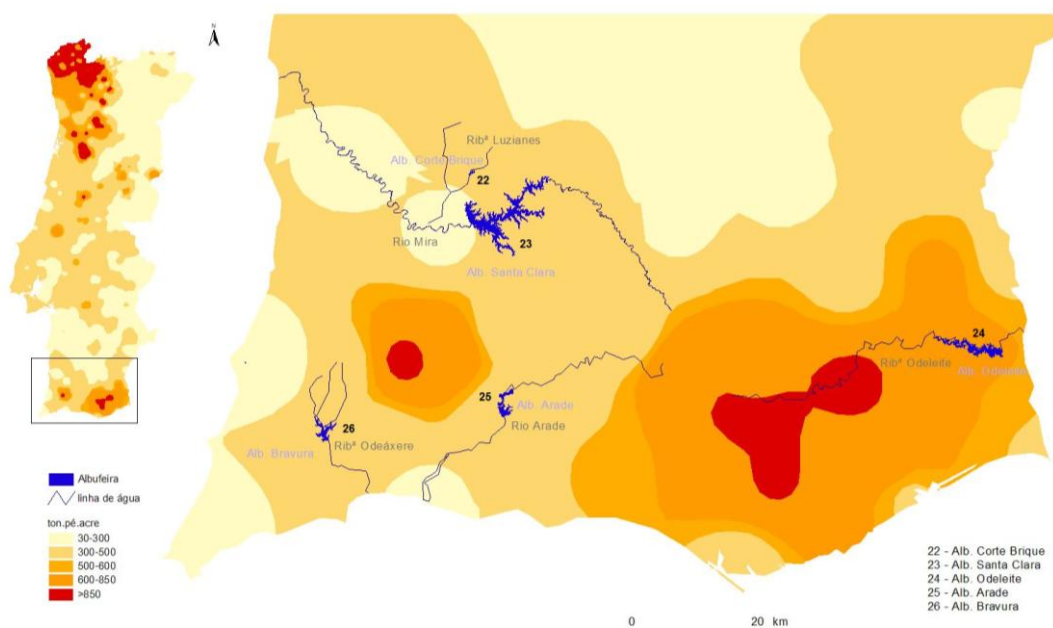 N
Ribª Luzianes
Alb. Corte Brique
22
23
Rio Mira
Alb. Santa Clara
24
Ribª Odeleite
Alb. Odeleite
25
Alb. Arade
Rio Arade
26
Ribª Odeáxere
Alb. Bravura
Albufeira
linha de água
ton.pé.acre
30-300
300-500
500-600
600-850
>850
22 - Alb. Corte Brique
23 - Alb. Santa Clara
24 - Alb. Odeleite
25 - Alb. Arade
26 - Alb. Bravura
0 20 km